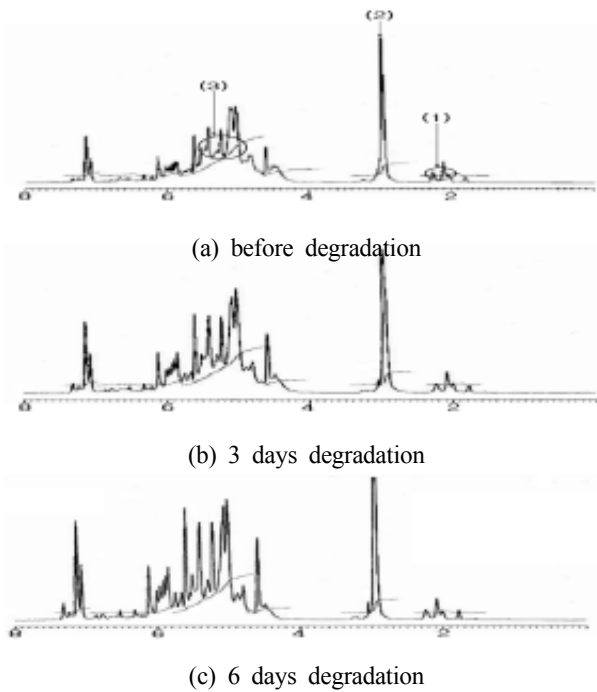 (2)
(3)
(1)
8 6 4 2
(a) before degradation
8 6 4 2
(b) 3 days degradation
8 6 4 2
(c) 6 days degradation